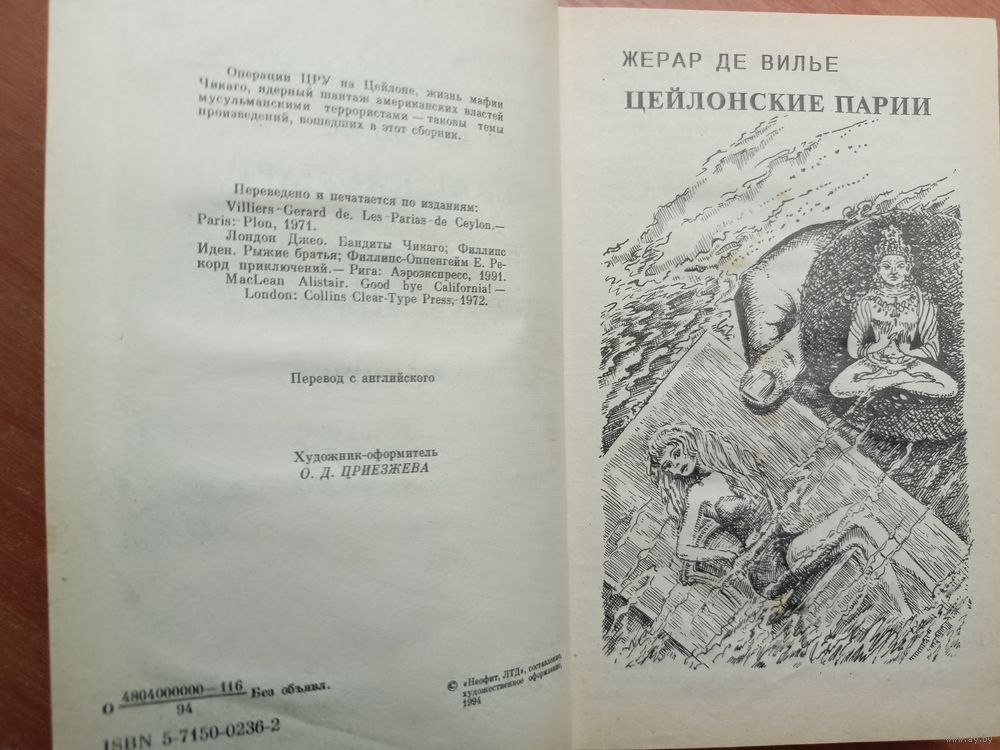 Операции ЦРУ на Цейлоне, жизнь мафии
Чикаго, ядерный шантаж американских властей
мусульманскими террористами — таковы темы
произведений, вошедших в этот сборник.
Переведено и печатается по изданиям:
Villiers Gerard de. Les Parias de Ceylon.—
Paris: Plon, 1971.
Лондон Джео. Бандиты Чикаго; Филлипс
Иден. Рыжие братья; Филлипс-Оппенгейм Е. Ре-
корд приключений.— Рига: Аэроэкспресс, 1991.
MacLean Alistair. Good bye California! —
London: Collins Clear-Type Press, 1972.
Перевод с английского
Художник-оформитель
О. Д. ПРИЕЗЖЕВА
О 4804000000—116 Без объявл.
94
ISBN 5-7150-0236-2
© «Неофит, ЛТД», составление,
художественное оформление,
1994
ЖЕРАР ДЕ ВИЛЬЕ
ЦЕЙЛОНСКИЕ ПАРИИ
www.ay.by